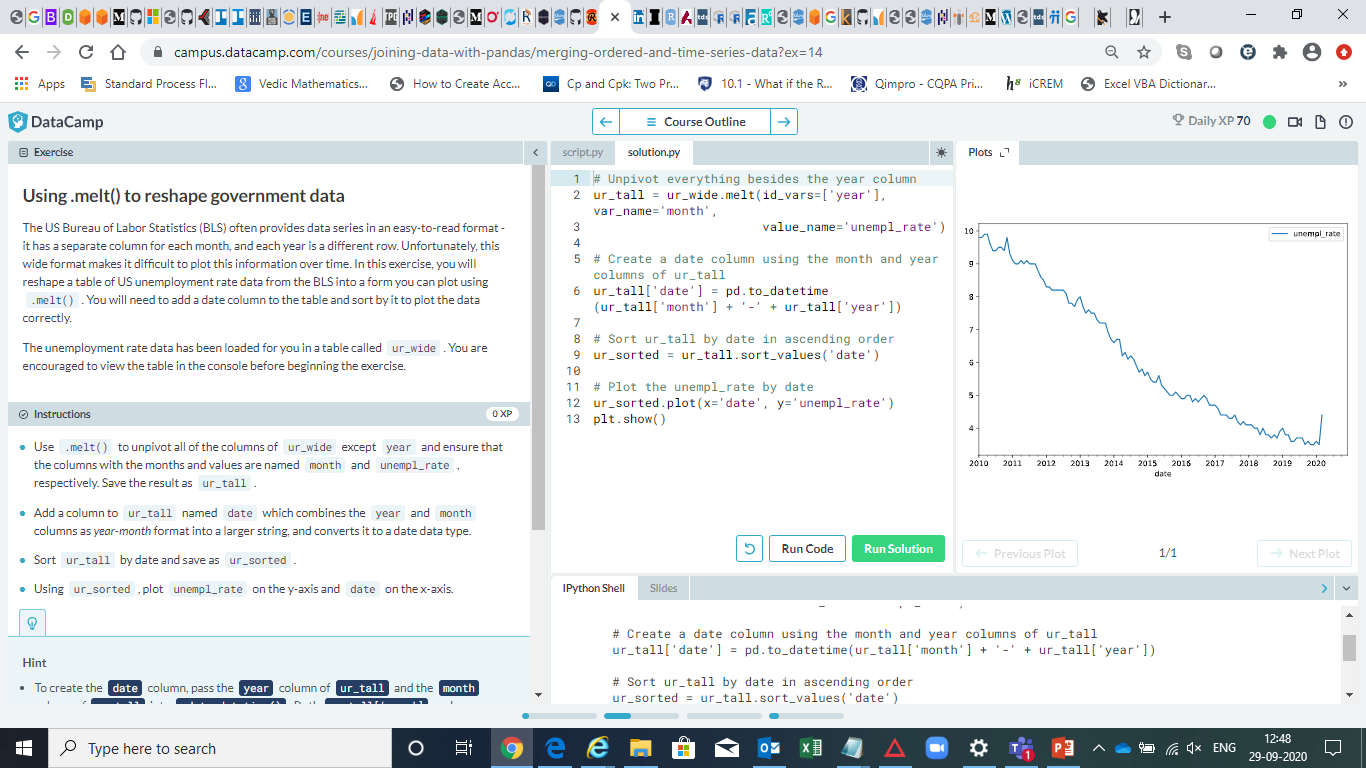 campus.datacamp.com/courses/joining-data-with-pandas/merging-ordered-and-time-series-data?ex=14
Apps
Standard Process Fl...
Vedic Mathematics...
How to Create Acc...
Cp and Cpk: Two Pr...
10.1 - What if the R...
Qimpro - CQPA Pri...
iCREM
Excel VBA Dictionar...
»
DataCamp
Course Outline
Daily XP 70
Exercise
Using .melt() to reshape government data
The US Bureau of Labor Statistics (BLS) often provides data series in an easy-to-read format -
it has a separate column for each month, and each year is a different row. Unfortunately, this
wide format makes it difficult to plot this information over time. In this exercise, you will
reshape a table of US unemployment rate data from the BLS into a form you can plot using
.melt() . You will need to add a date column to the table and sort by it to plot the data
correctly.
The unemployment rate data has been loaded for you in a table called ur_wide . You are
encouraged to view the table in the console before beginning the exercise.
Instructions
0 XP
• Use .melt() to unpivot all of the columns of ur_wide except year and ensure that
the columns with the months and values are named month and unempl_rate ,
respectively. Save the result as ur_tall .
• Add a column to ur_tall named date which combines the year and month
columns as year-month format into a larger string, and converts it to a date data type.
• Sort ur_tall by date and save as ur_sorted .
• Using ur_sorted , plot unempl_rate on the y-axis and date on the x-axis.
Hint
• To create the date column, pass the year column of ur_tall and the month
script.py
solution.py
1 # Unpivot everything besides the year column
2 ur_tall = ur_wide.melt(id_vars=['year'],
var_name='month',
3 value_name='unempl_rate')
4
5 # Create a date column using the month and year
columns of ur_tall
6 ur_tall['date'] = pd.to_datetime
(ur_tall['month'] + '-' + ur_tall['year'])
7
8 # Sort ur_tall by date in ascending order
9 ur_sorted = ur_tall.sort_values('date')
10
11 # Plot the unempl_rate by date
12 ur_sorted.plot(x='date', y='unempl_rate')
13 plt.show()
Run Code
Run Solution
Plots
unempl_rate
10
9
8
7
6
5
4
2010 2011 2012 2013 2014 2015 2016 2017 2018 2019 2020
date
Previous Plot
1/1
Next Plot
IPython Shell
Slides
# Create a date column using the month and year columns of ur_tall
ur_tall['date'] = pd.to_datetime(ur_tall['month'] + '-' + ur_tall['year'])
# Sort ur_tall by date in ascending order
ur_sorted = ur_tall.sort_values('date')
Type here to search
ENG
12:48
29-09-2020